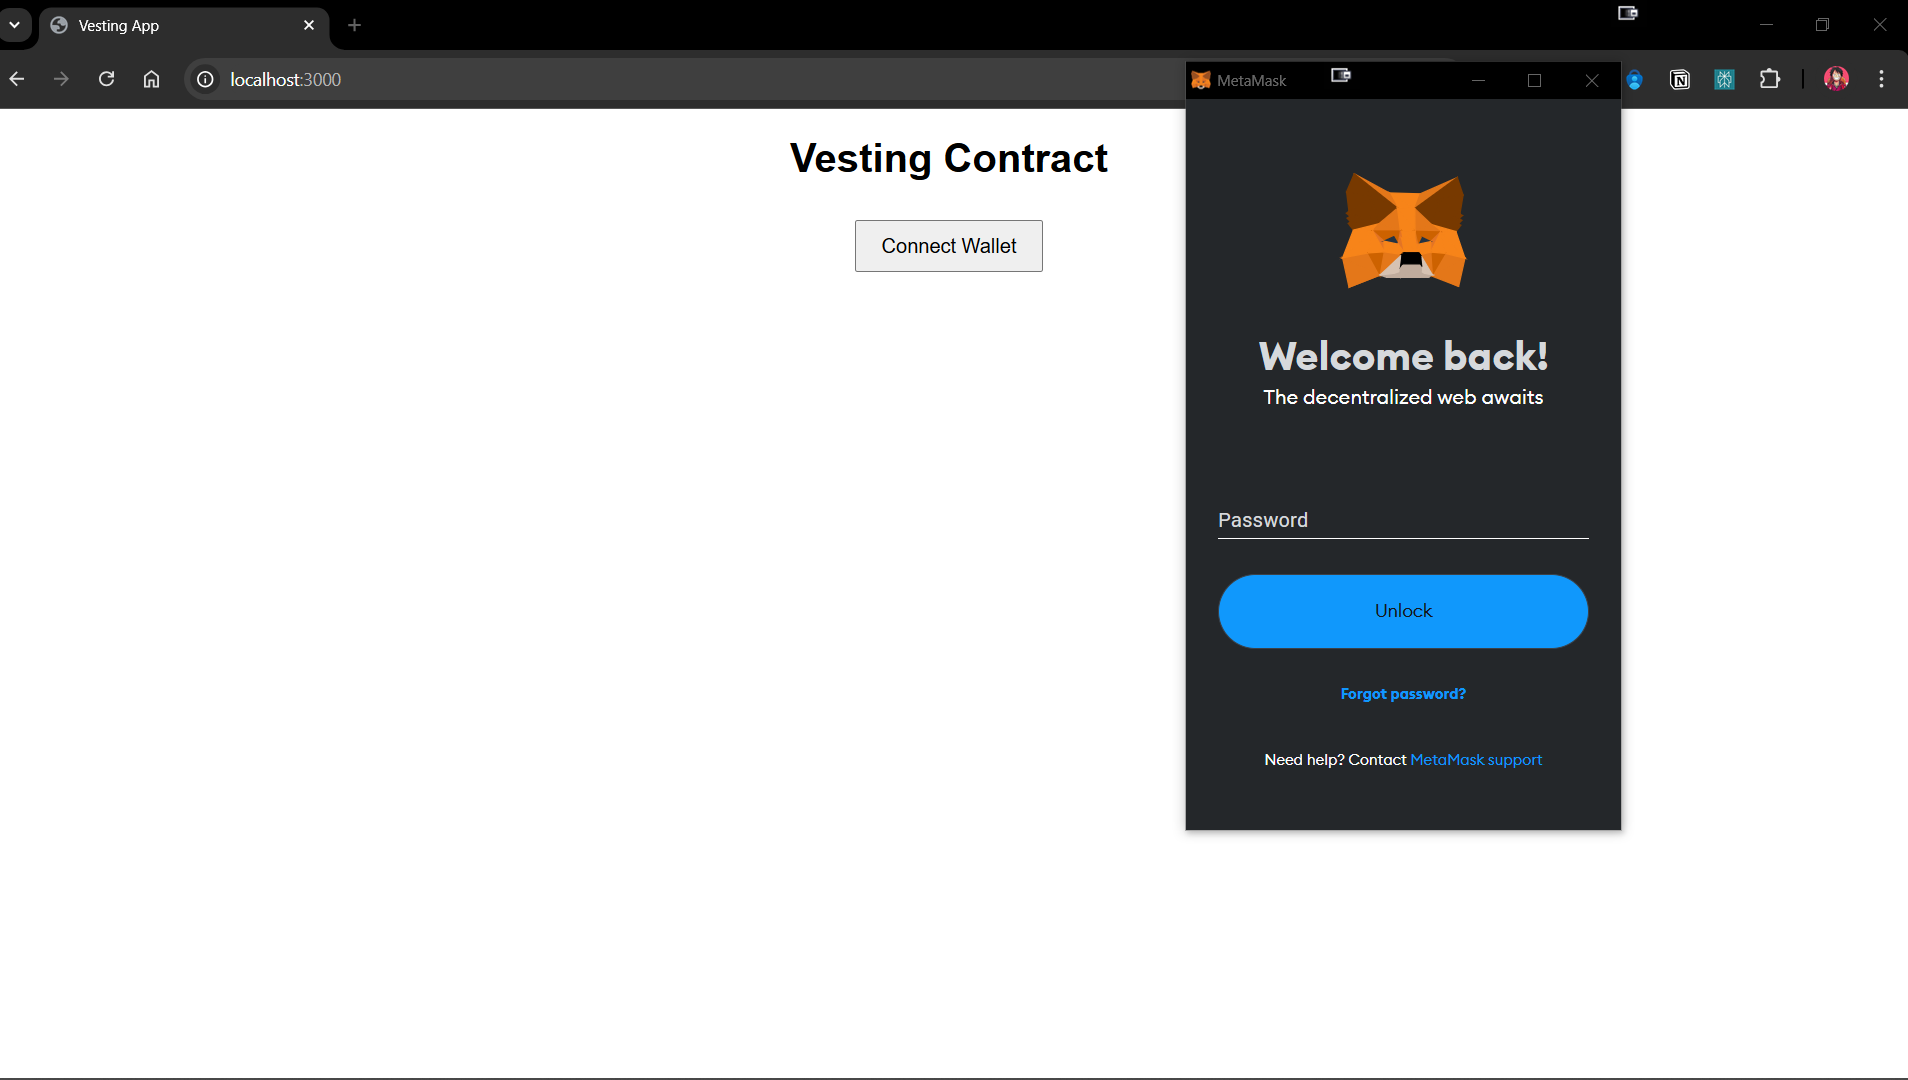 Vesting App
localhost:3000
MetaMask
Vesting Contract
Connect Wallet
Welcome back!
The decentralized web awaits
Password
Unlock
Forgot password?
Need help? Contact MetaMask support